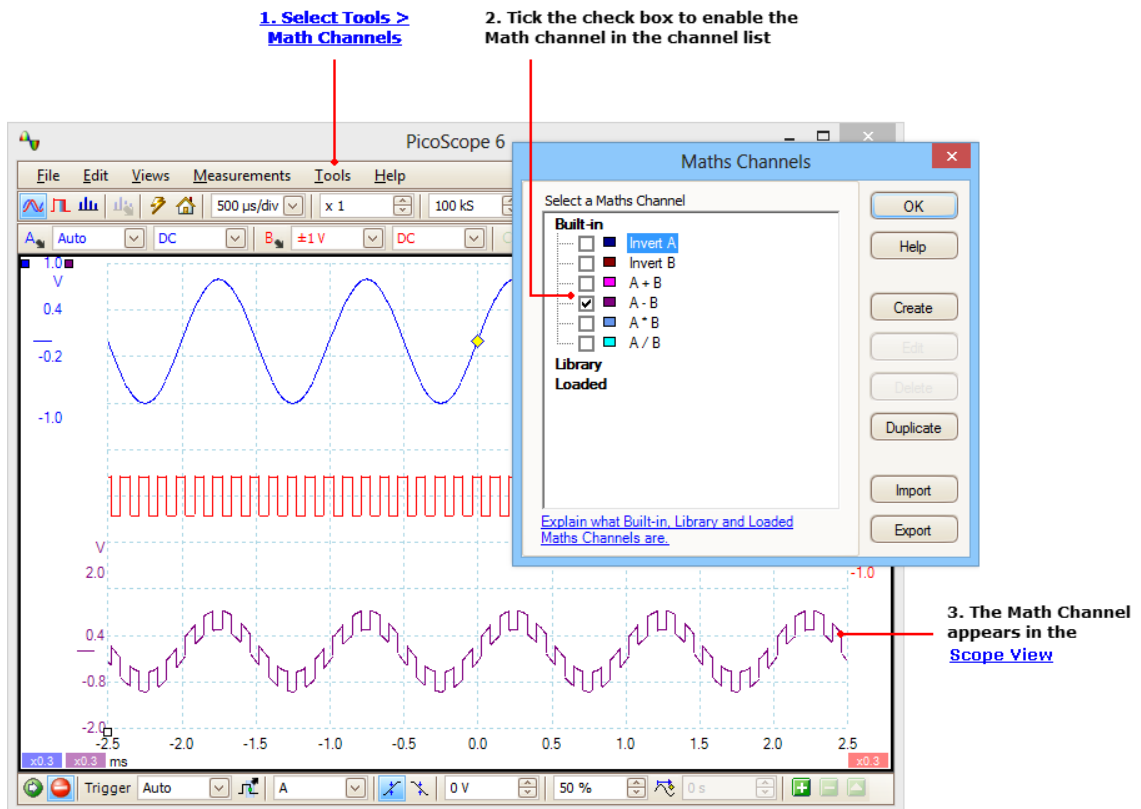 1. Select Tools >
Math Channels
2. Tick the check box to enable the
Math channel in the channel list
PicoScope 6
File Edit Views Measurements Tools Help
500 µs/div x 1 100 kS
A Auto DC B ±1 V DC
1.0
V
0.4
-0.2
-1.0
V
2.0
0.4
-0.8
-2.0
-1.0
-2.5 -2.0 -1.5 -1.0 -0.5 0.0 0.5 1.0 1.5 2.0 2.5
x0.3 x0.3 ms x0.3
Trigger Auto A 0 V 50 % 0 s
Maths Channels
Select a Maths Channel
Built-in
Invert A
Invert B
A + B
A - B
A * B
A / B
Library
Loaded
Explain what Built-in, Library and Loaded
Maths Channels are.
OK
Help
Create
Edit
Delete
Duplicate
Import
Export
3. The Math Channel
appears in the
Scope View